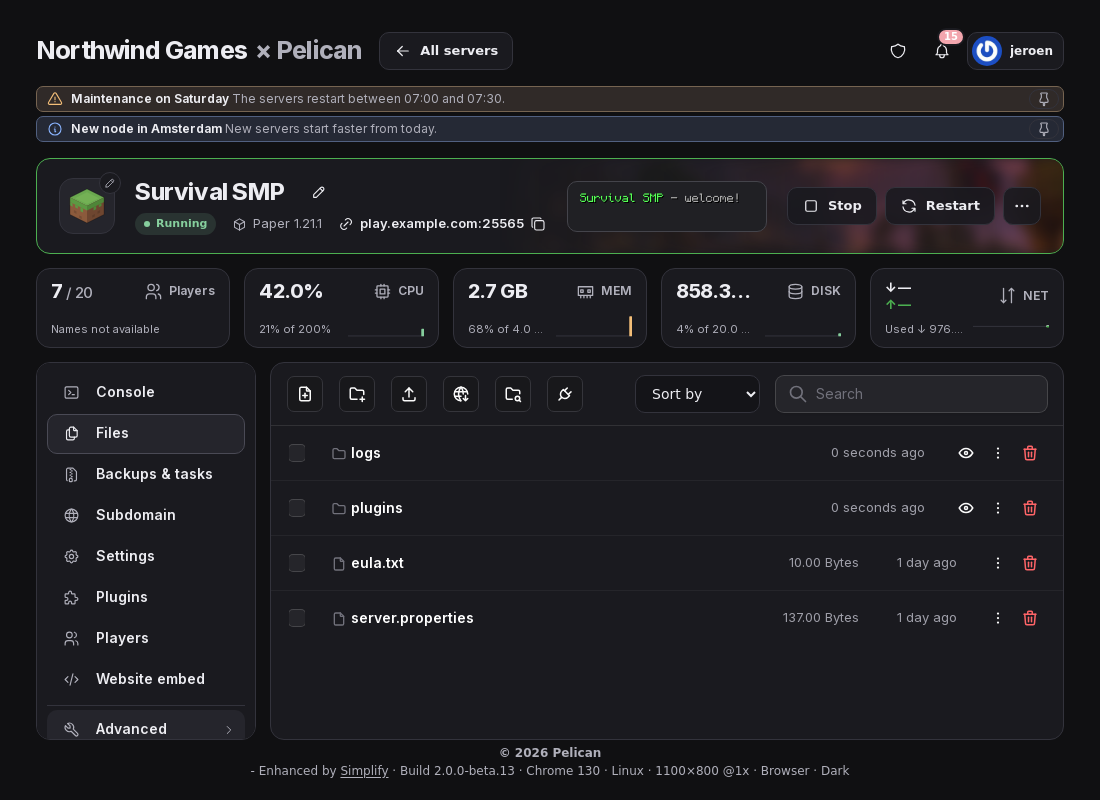 Northwind Games × Pelican
All servers
15
jeroen
Maintenance on Saturday The servers restart between 07:00 and 07:30.
New node in Amsterdam New servers start faster from today.
Survival SMP
Running
Paper 1.21.1
play.example.com:25565
Survival SMP - welcome!
Stop
Restart
7 / 20
Players
Names not available
42.0%
CPU
21% of 200%
2.7 GB
MEM
68% of 4.0 ...
858.3...
DISK
4% of 20.0 ...
↓—
↑—
NET
Used ↓ 976....
Console
Files
Backups & tasks
Subdomain
Settings
Plugins
Players
Website embed
Advanced
Sort by
Search
logs
0 seconds ago
plugins
0 seconds ago
eula.txt
10.00 Bytes
1 day ago
server.properties
137.00 Bytes
1 day ago
© 2026 Pelican
- Enhanced by Simplify · Build 2.0.0-beta.13 · Chrome 130 · Linux · 1100×800 @1x · Browser · Dark